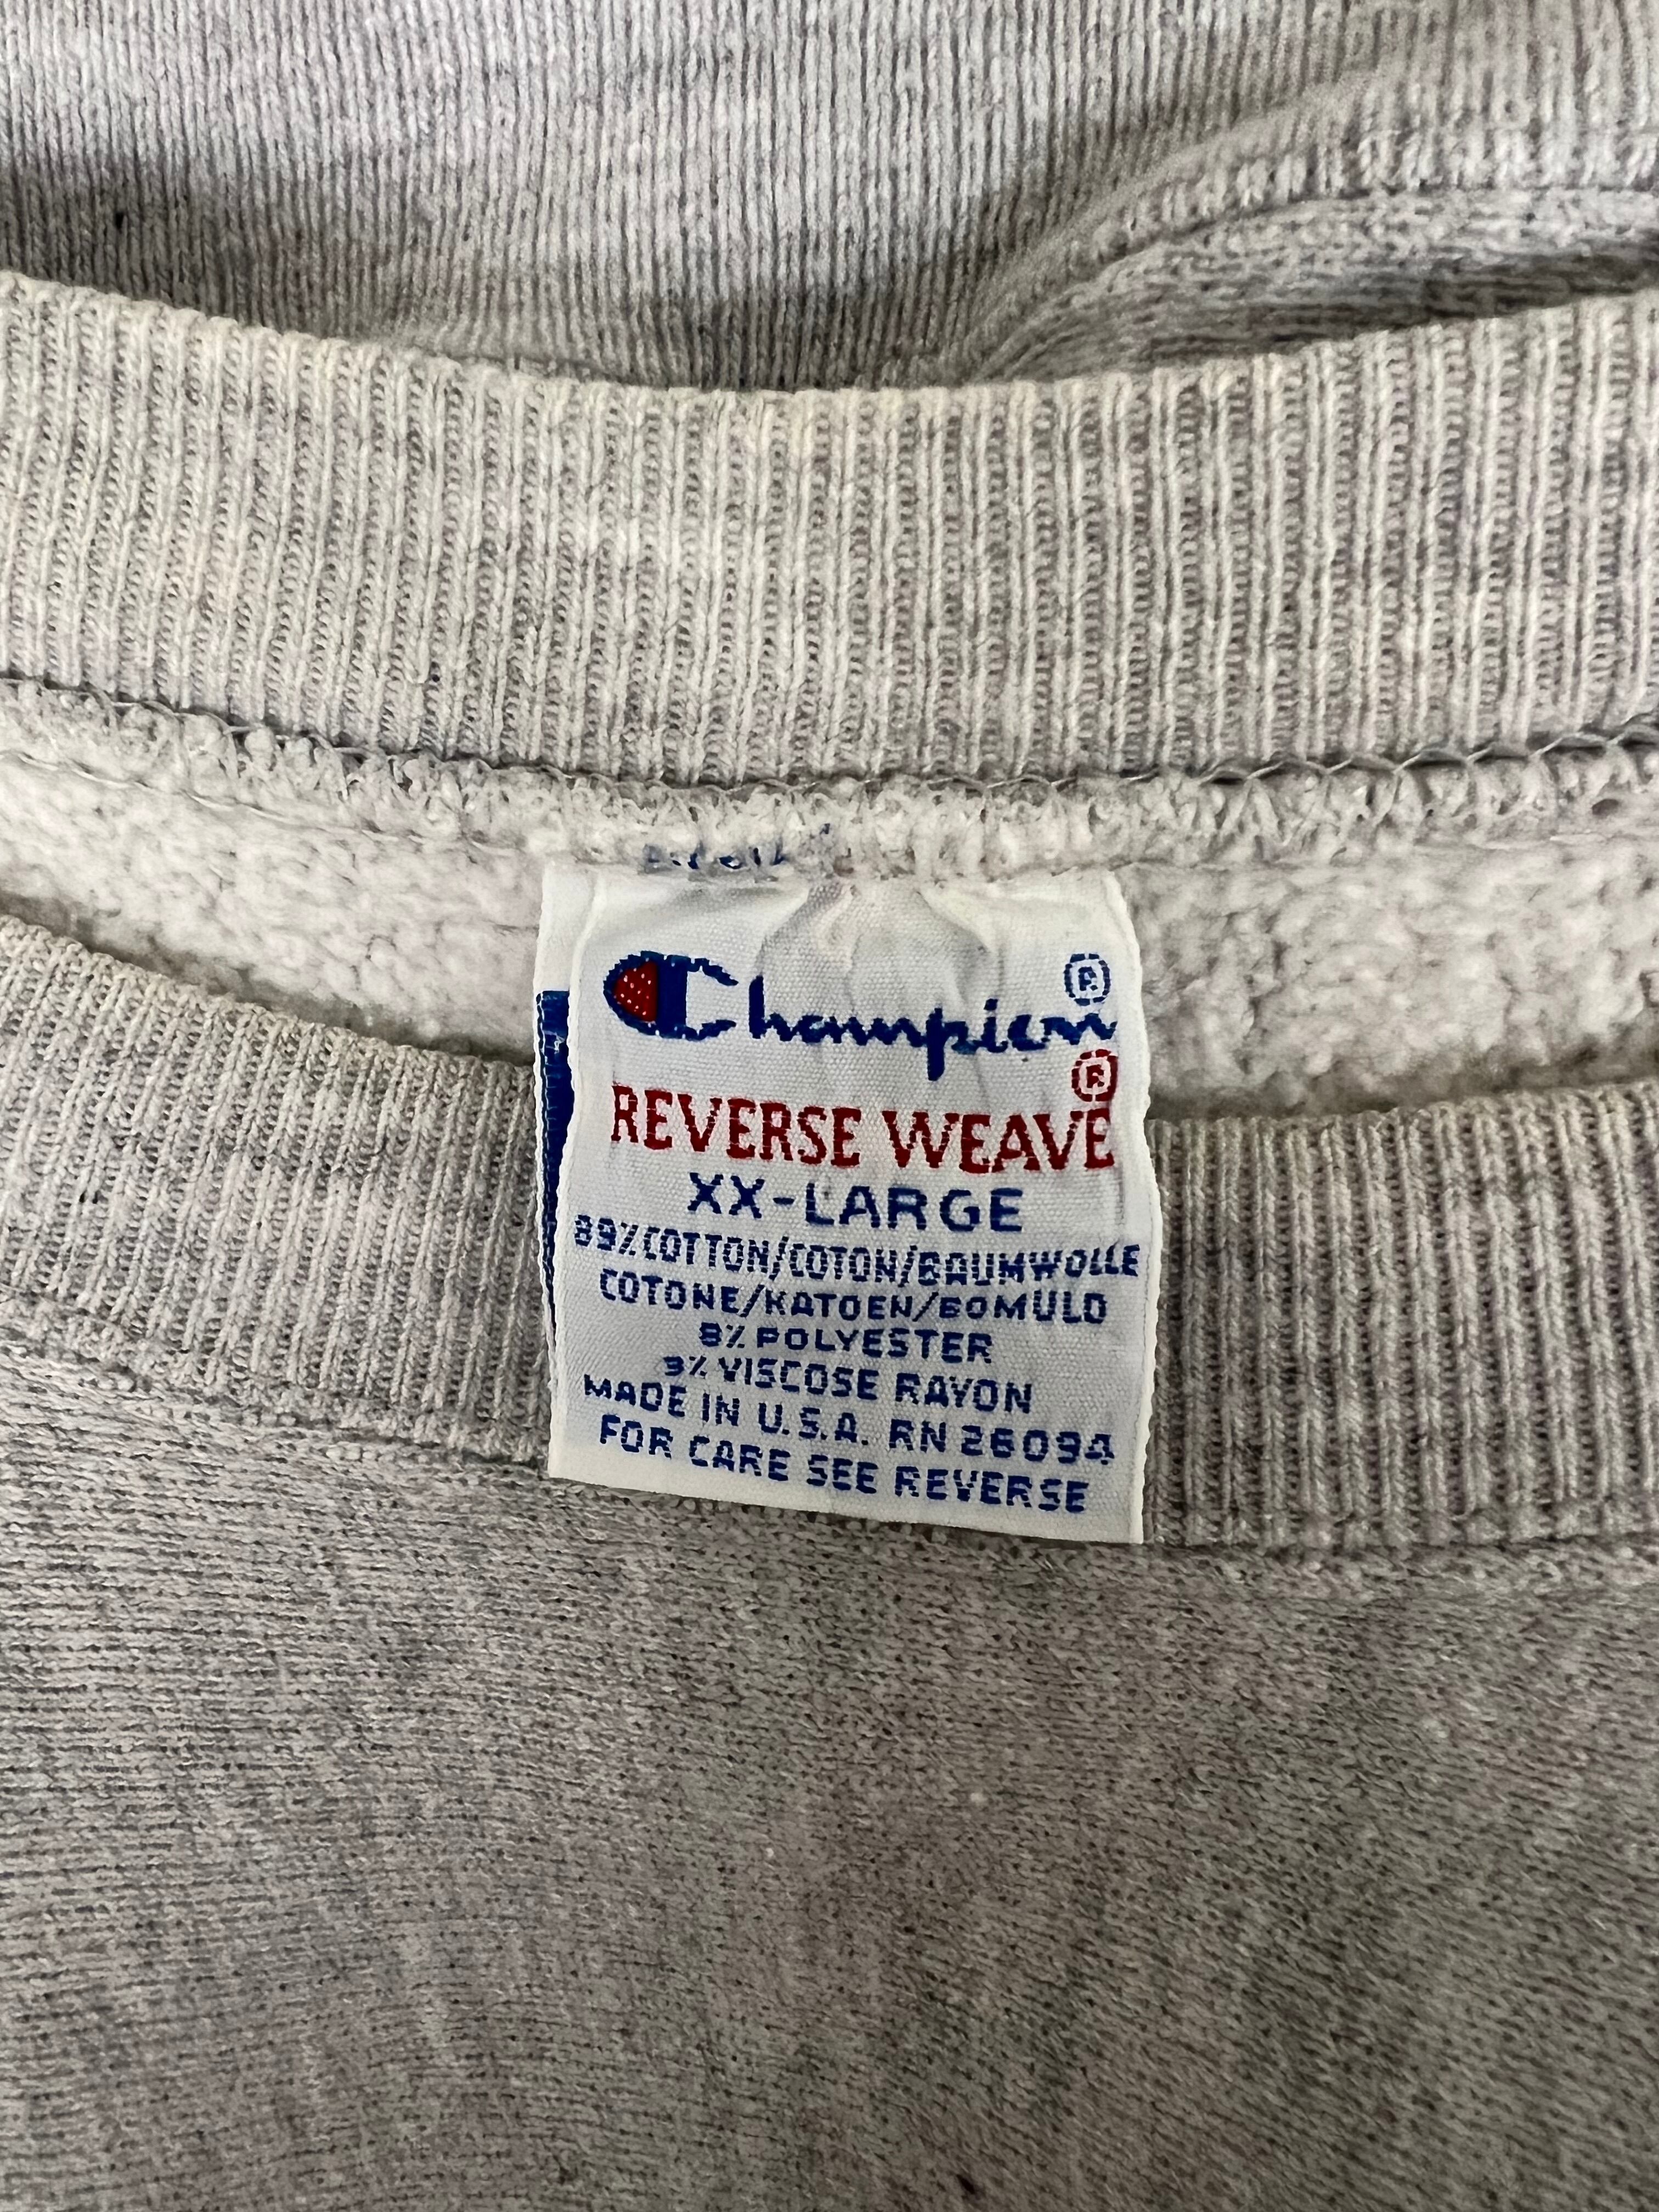 Champion®
REVERSE WEAVE®
XX-LARGE
89% COTTON/COTON/BAUMWOLLE
COTONE/KATOEN/BOMULD
8% POLYESTER
3% VISCOSE RAYON
MADE IN U.S.A. RN 26094
FOR CARE SEE REVERSE